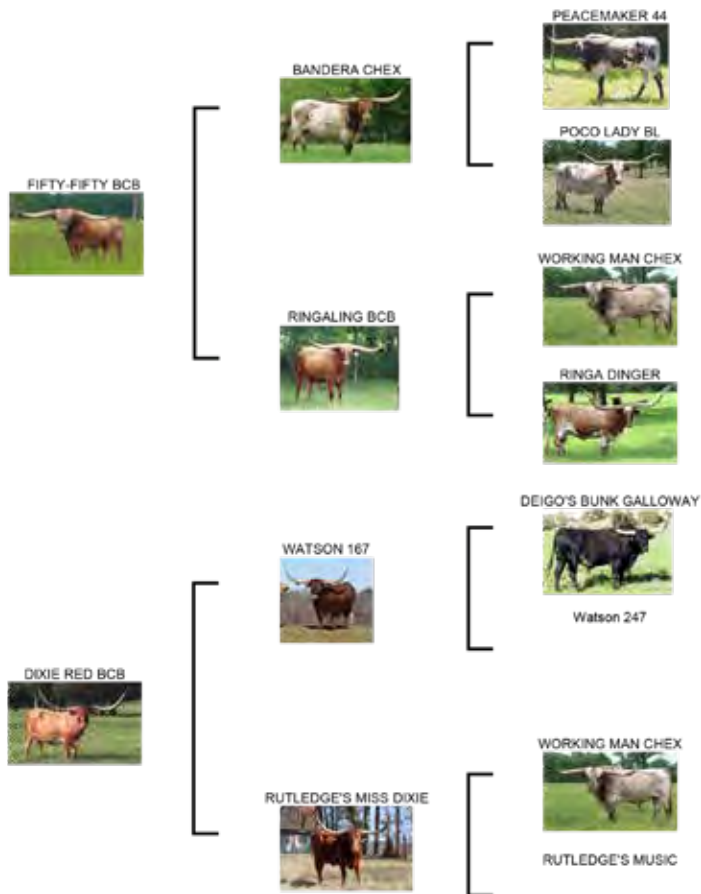 PEACEMAKER 44
BANDERA CHEX
POCO LADY BL
FIFTY-FIFTY BCB
WORKING MAN CHEX
RINGALING BCB
RINGA DINGER
DEIGO'S BUNK GALLOWAY
WATSON 167
Watson 247
DIXIE RED BCB
WORKING MAN CHEX
RUTLEDGE'S MISS DIXIE
RUTLEDGE'S MUSIC